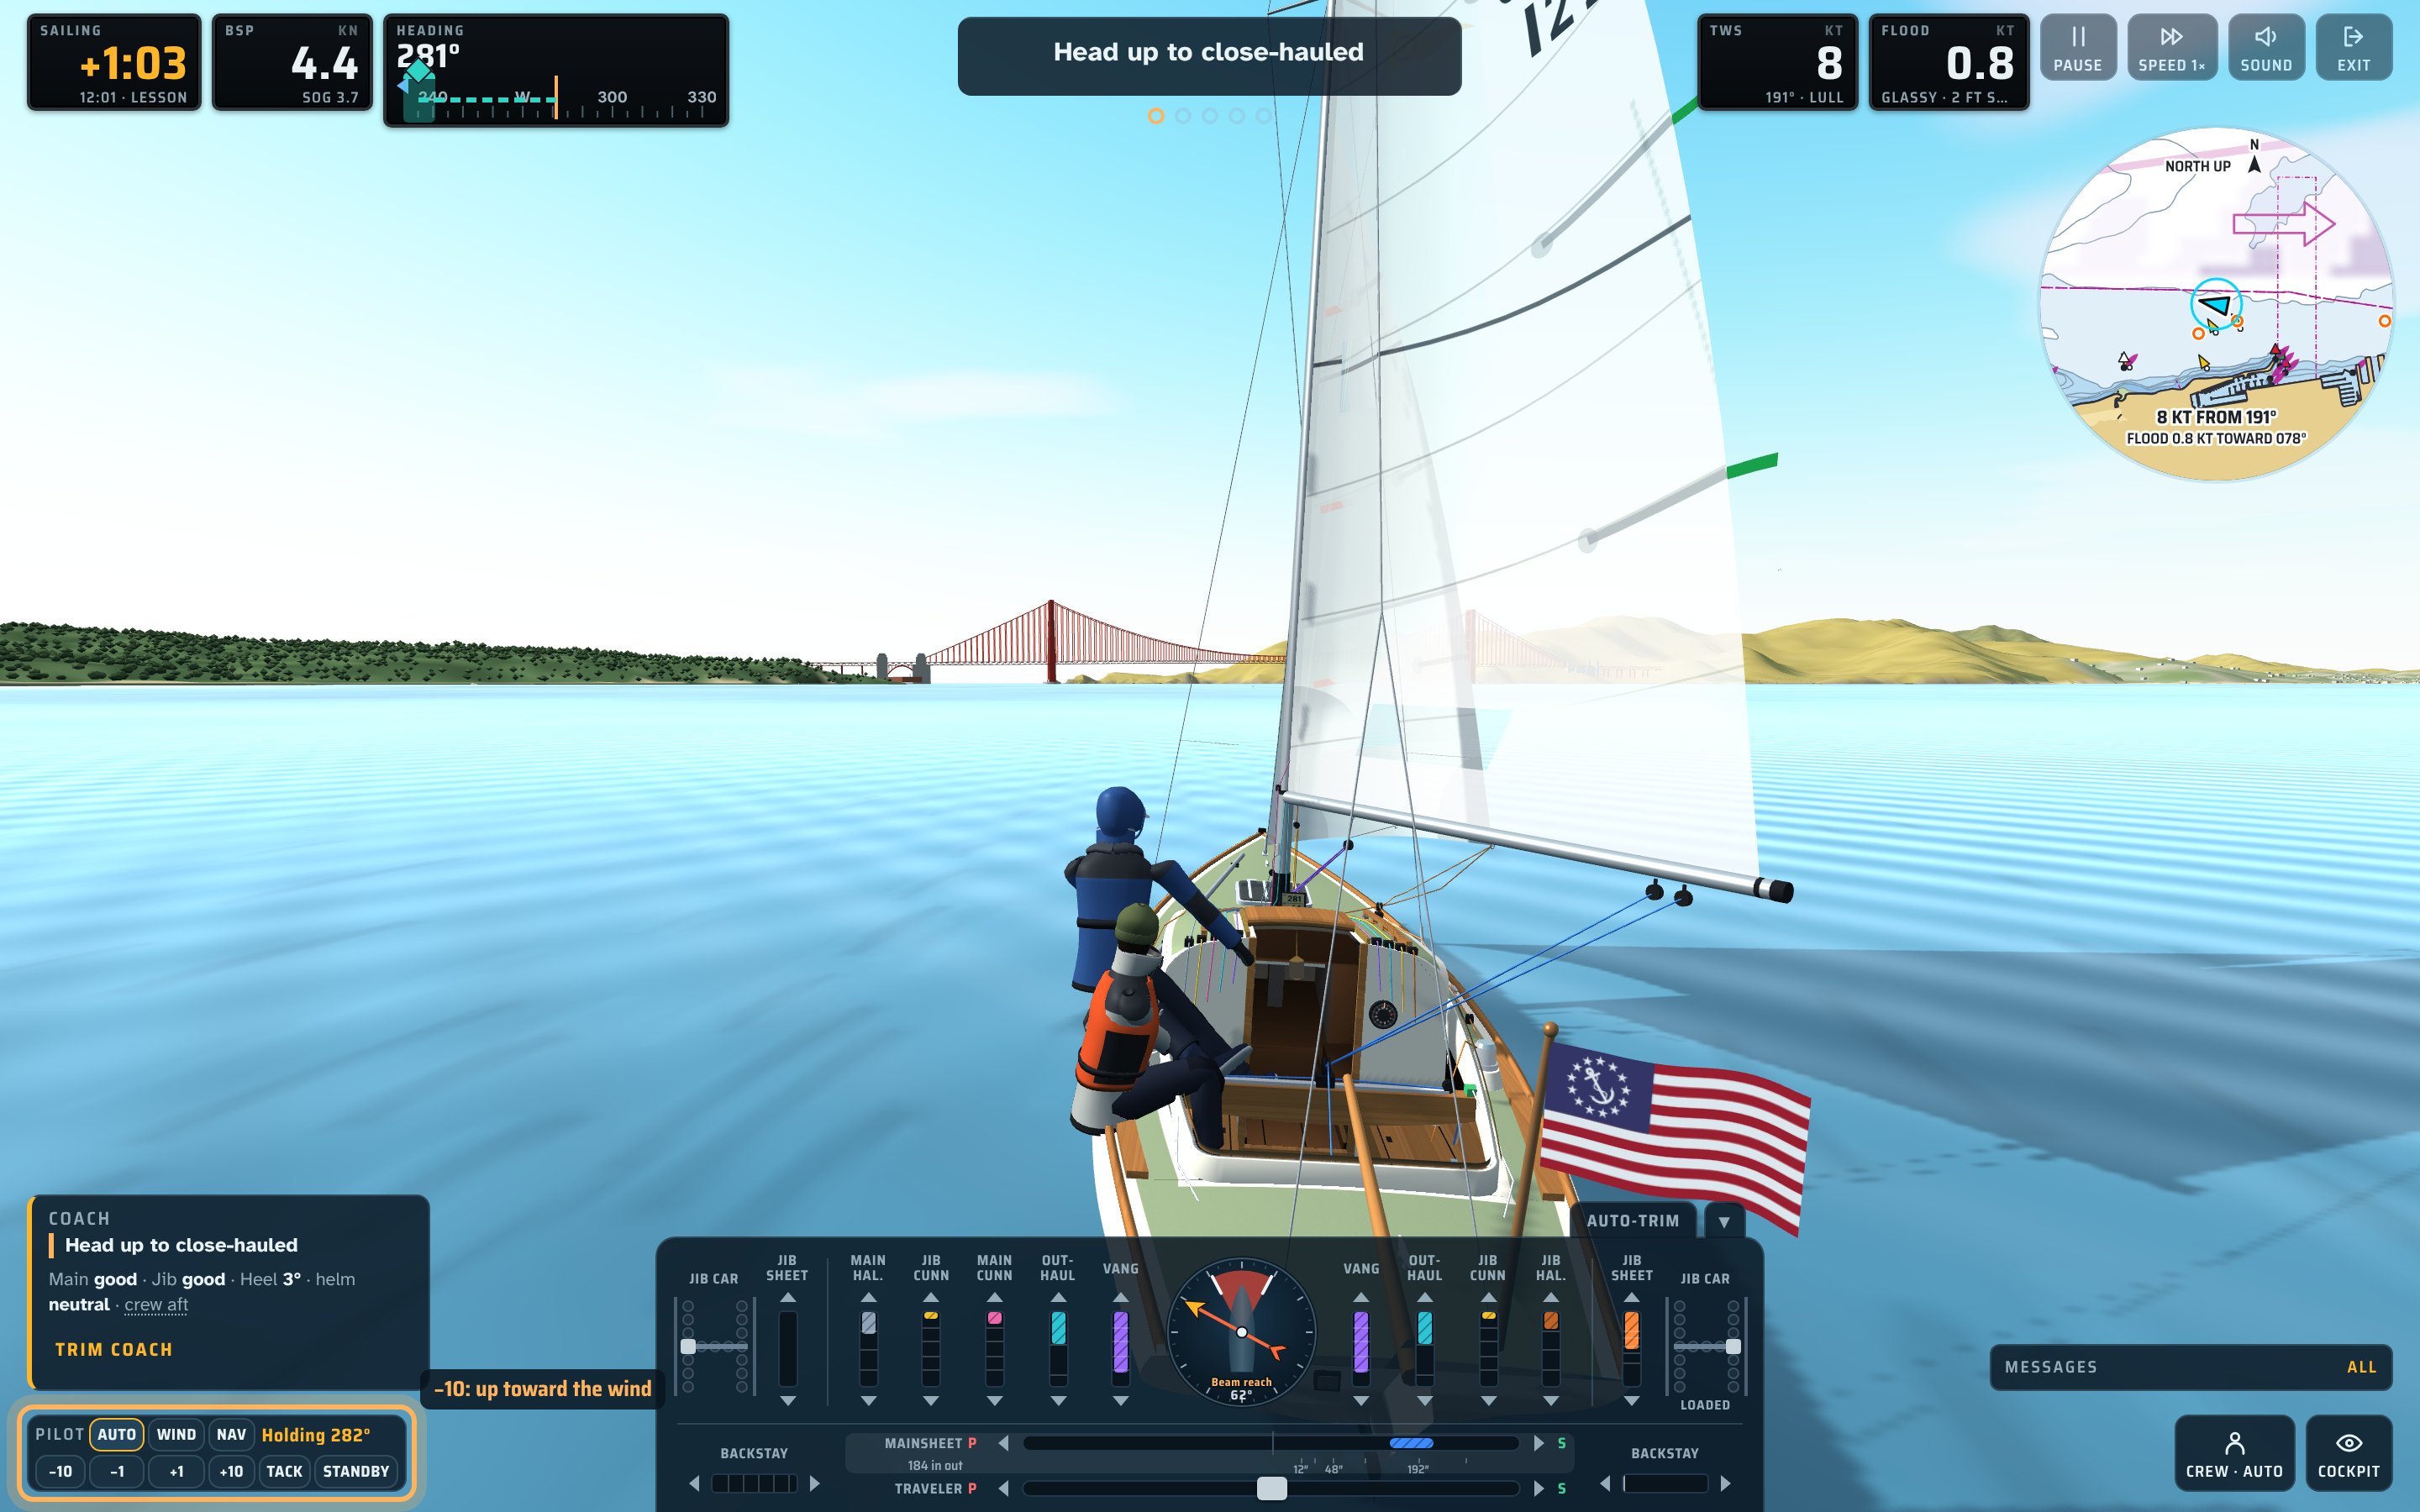 SAILING
+1:03
12:01 · LESSON
BSP KN
4.4
SOG 3.7
HEADING
281°
240 W 300 330
Head up to close-hauled
TWS KT
8
191° · LULL
FLOOD KT
0.8
GLASSY · 2 FT S...
PAUSE
SPEED 1×
SOUND
EXIT
N
NORTH UP
8 KT FROM 191°
FLOOD 0.8 KT TOWARD 078°
281
COACH
Head up to close-hauled
Main good · Jib good · Heel 3° · helm
neutral · crew aft
TRIM COACH
–10: up toward the wind
PILOT AUTO WIND NAV Holding 282°
–10 –1 +1 +10 TACK STANDBY
AUTO-TRIM ▼
JIB CAR
JIB SHEET
MAIN HAL.
JIB CUNN
MAIN CUNN
OUT-HAUL
VANG
Beam reach
62°
VANG
OUT-HAUL
JIB CUNN
JIB HAL.
JIB SHEET
JIB CAR
LOADED
BACKSTAY
MAINSHEET P S
184 in out
12" 48" 192"
TRAVELER P S
BACKSTAY
MESSAGES ALL
CREW · AUTO
COCKPIT